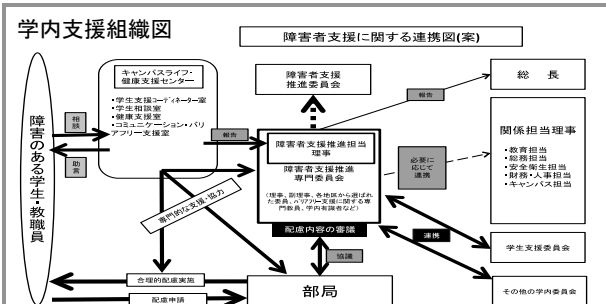 学内支援組織図
障害者支援に関する連携図(案)
キャンパスライフ・
健康支援センター
・学生支援コーディネーター室
・学生相談室
・健康支援室
・コミュニケーション・バリ
アフリー支援室
障害者支援
推進委員会
総 長
報告
障害のある学生・教職員
相談
助言
報告
障害者支援推進担当
理事
障害者支援推進
専門委員会
(理事、副理事、各地区から選ばれ
た委員、バリアフリー支援に関する専
門教員、学内有識者など)
配慮内容の審議
必要に
応じて
連携
関係担当理事
・教育担当
・総務担当
・安全衛生担当
・財務・人事担当
・キャンパス担当
専門的な支援・協力
連携
協議
学生支援委員会
合理的配慮実施
配慮申請
部局
その他の学内委員会